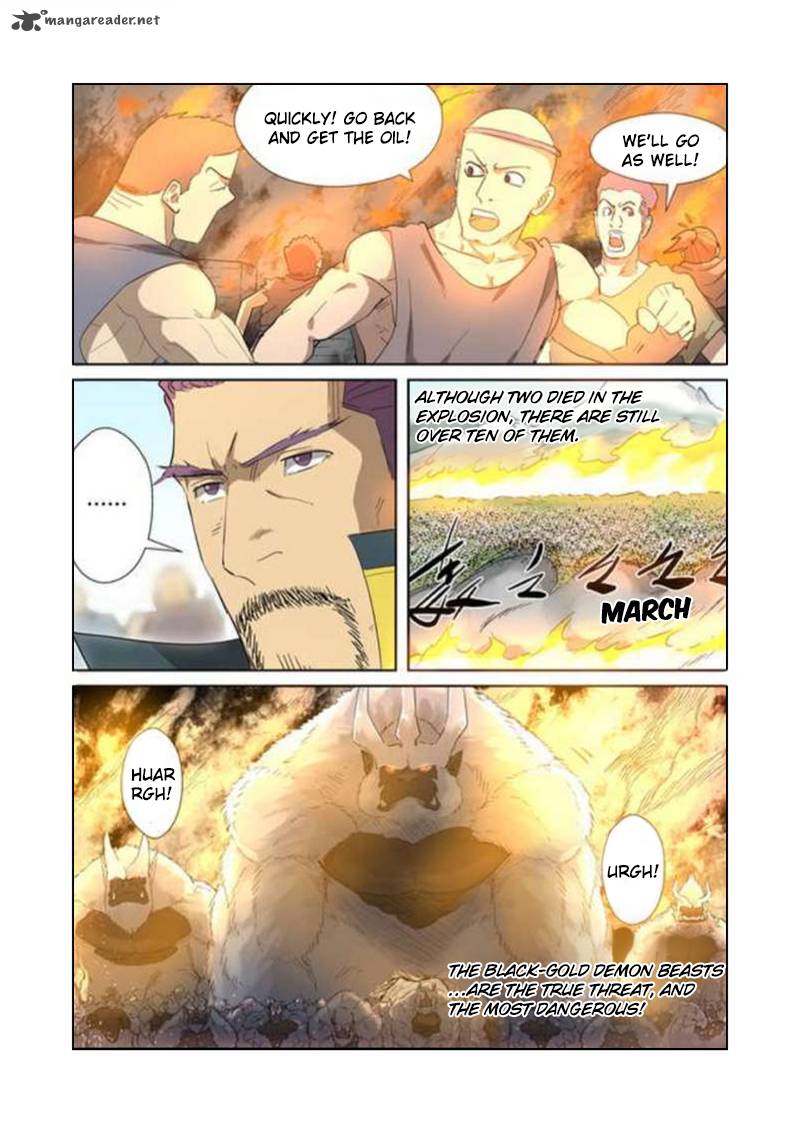 mangareader.net
QUICKLY! GO BACK
AND GET THE OIL!
WE'LL GO
AS WELL!
......
ALTHOUGH TWO DIED IN THE
EXPLOSION, THERE ARE STILL
OVER TEN OF THEM.
MARCH
HUAR
RGH!
URGH!
THE BLACK-GOLD DEMON BEASTS
...ARE THE TRUE THREAT, AND
THE MOST DANGEROUS!